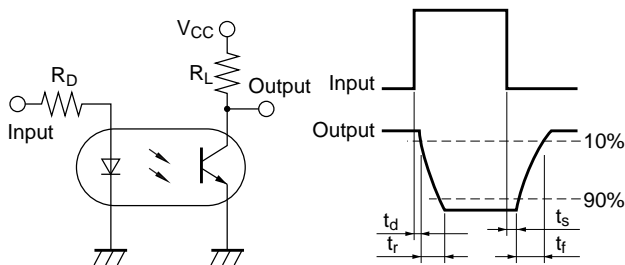 VCC
RD
RL
Output
Input
Input
Output
10%
90%
td
tr
ts
tf